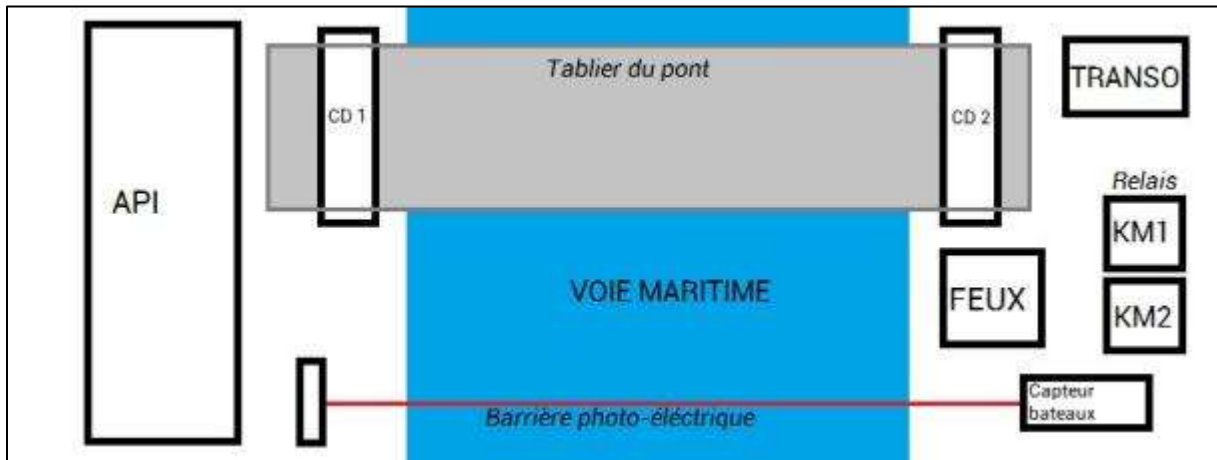 API
CD 1
Tablier du pont
CD 2
TRANSO
Relais
KM1
KM2
FEUX
VOIE MARITIME
Barrière photo-éléctrique
Capteur
bateaux